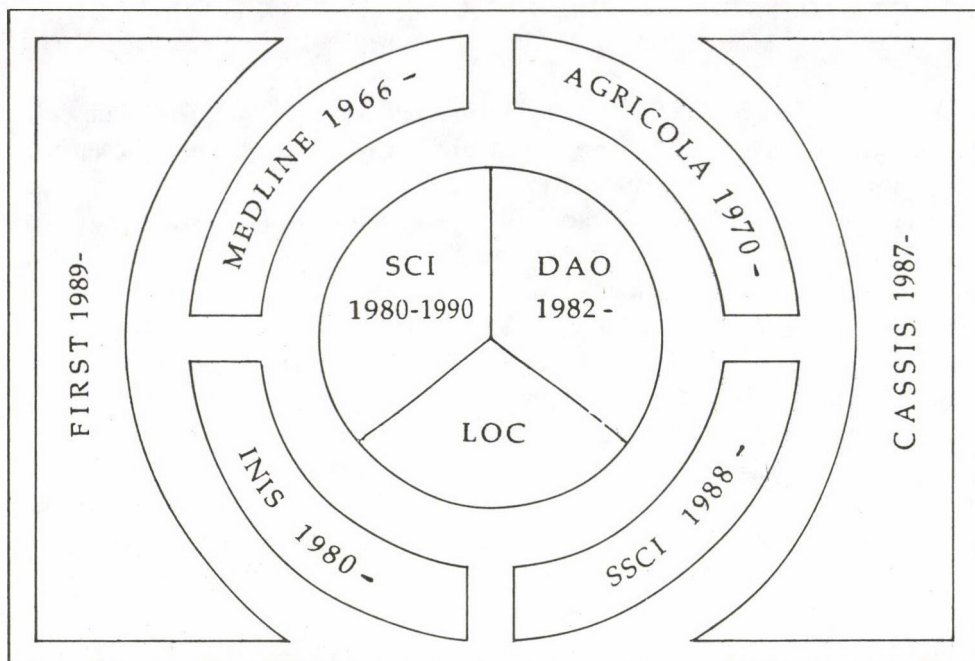 MEDLINE 1966 -
AGRICOLA 1970 -
FIRST 1989-
SCI
1980-1990
DAO
1982 -
LOC
CASSIS 1987-
INIS 1980 -
SSCI 1988 -